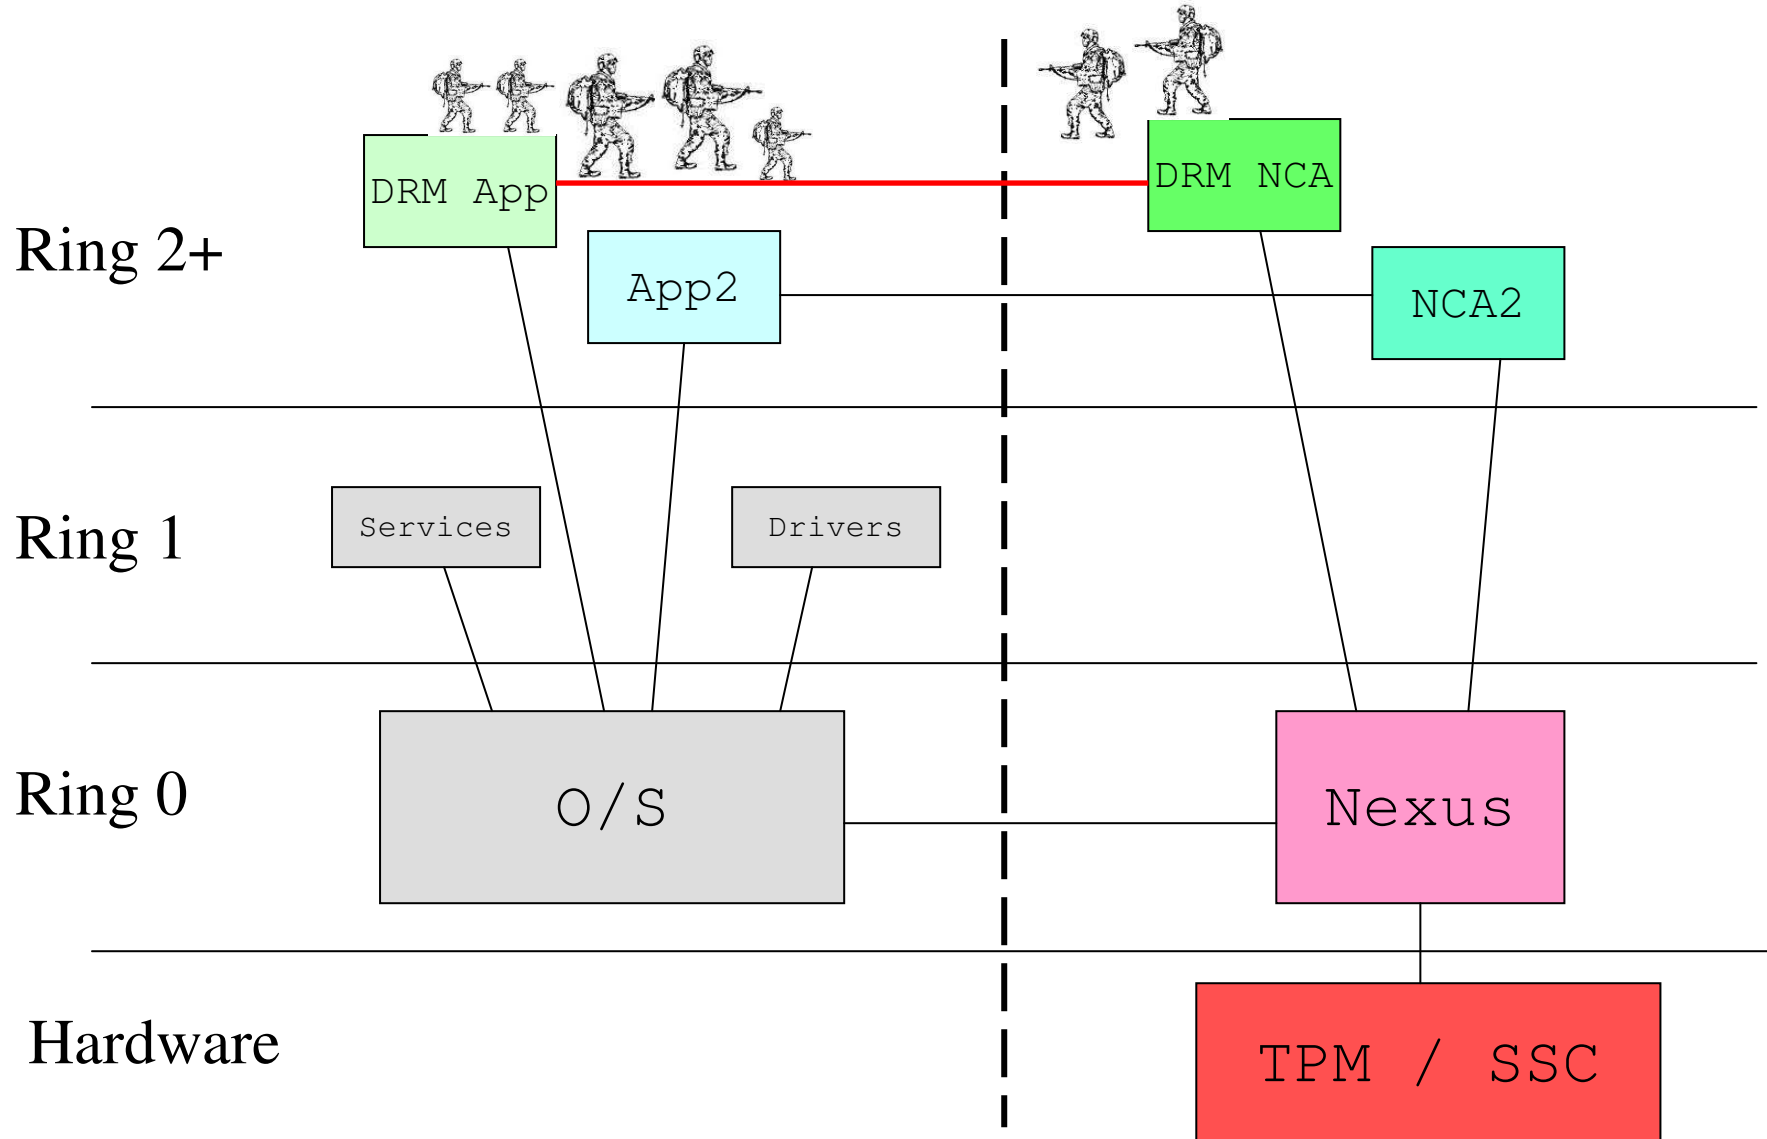 DRM App
DRM NCA
Ring 2+
App2
NCA2
Services
Drivers
Ring 1
Ring 0
O/S
Nexus
Hardware
TPM / SSC